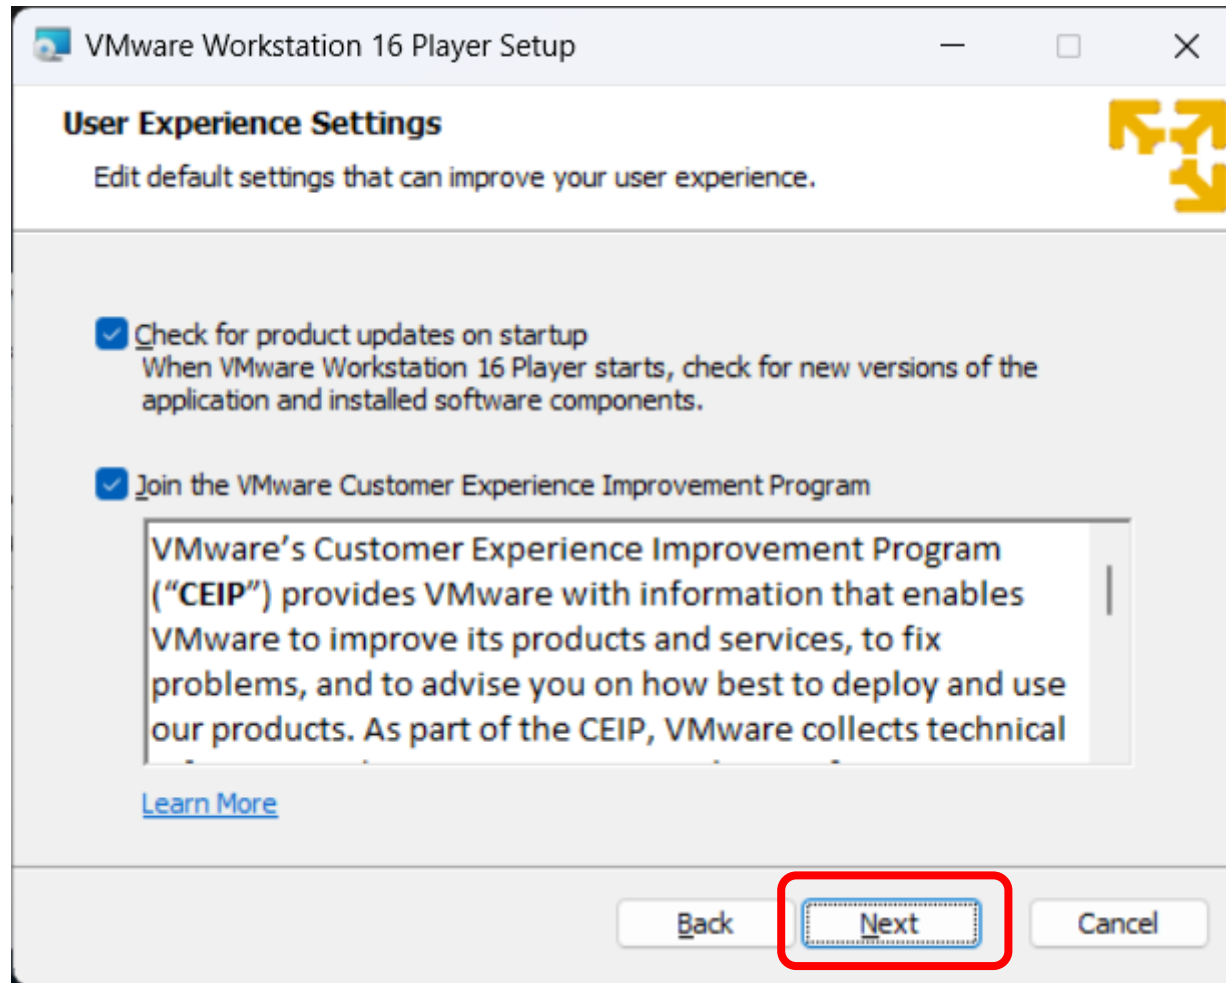 VMware Workstation 16 Player Setup
User Experience Settings
Edit default settings that can improve your user experience.
Check for product updates on startup
When VMware Workstation 16 Player starts, check for new versions of the
application and installed software components.
Join the VMware Customer Experience Improvement Program
VMware’s Customer Experience Improvement Program
(“CEIP”) provides VMware with information that enables
VMware to improve its products and services, to fix
problems, and to advise you on how best to deploy and use
our products. As part of the CEIP, VMware collects technical
Learn More
Back Next Cancel